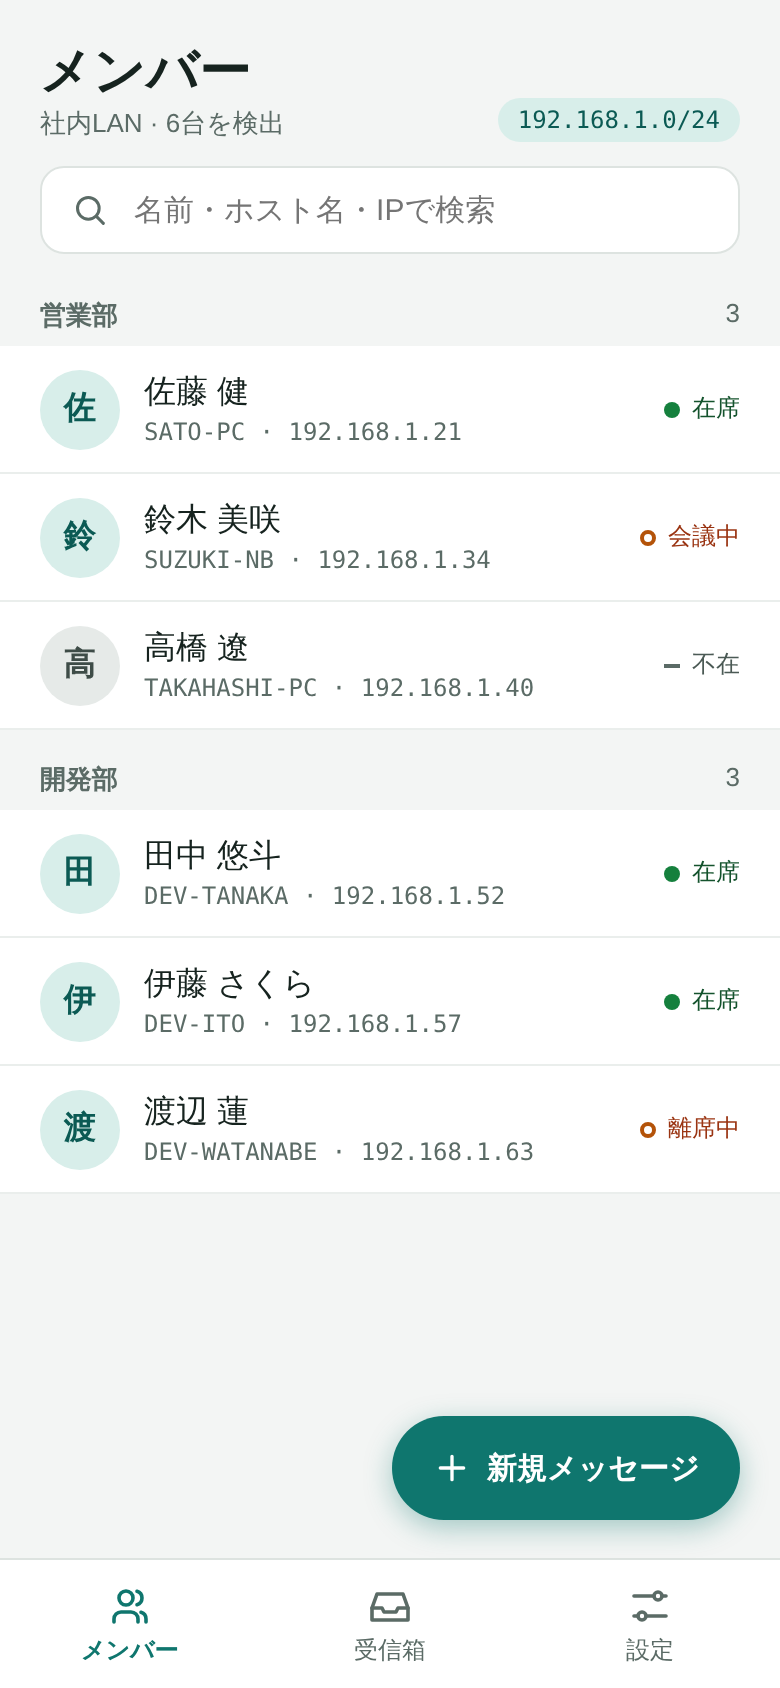 メンバー
社内LAN · 6台を検出
192.168.1.0/24
名前・ホスト名・IPで検索
営業部
3
佐
佐藤 健
SATO-PC · 192.168.1.21
在席
鈴
鈴木 美咲
SUZUKI-NB · 192.168.1.34
会議中
高
高橋 遼
TAKAHASHI-PC · 192.168.1.40
不在
開発部
3
田
田中 悠斗
DEV-TANAKA · 192.168.1.52
在席
伊
伊藤 さくら
DEV-ITO · 192.168.1.57
在席
渡
渡辺 蓮
DEV-WATANABE · 192.168.1.63
離席中
新規メッセージ
メンバー
受信箱
設定